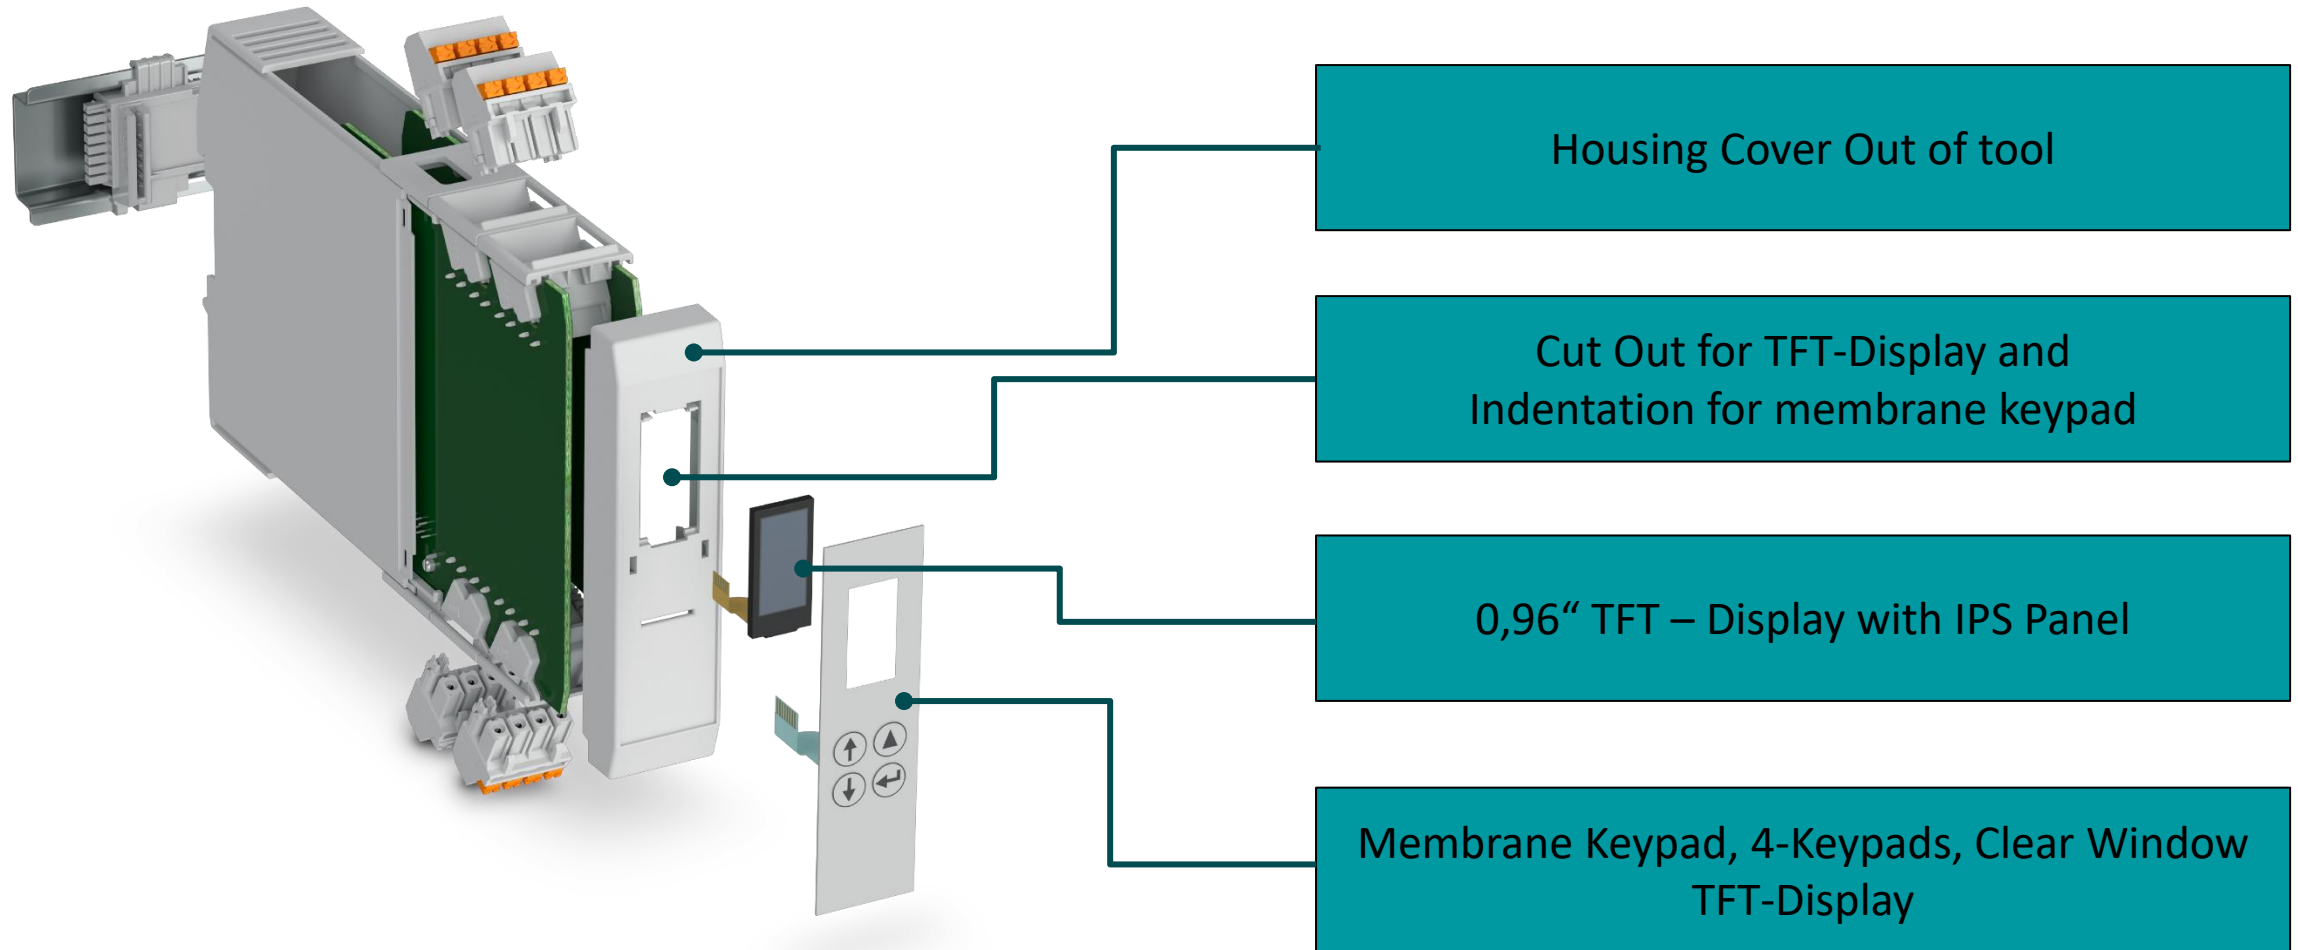 Housing Cover Out of tool
Cut Out for TFT-Display and
Indentation for membrane keypad
0,96“ TFT – Display with IPS Panel
Membrane Keypad, 4-Keypads, Clear Window
TFT-Display